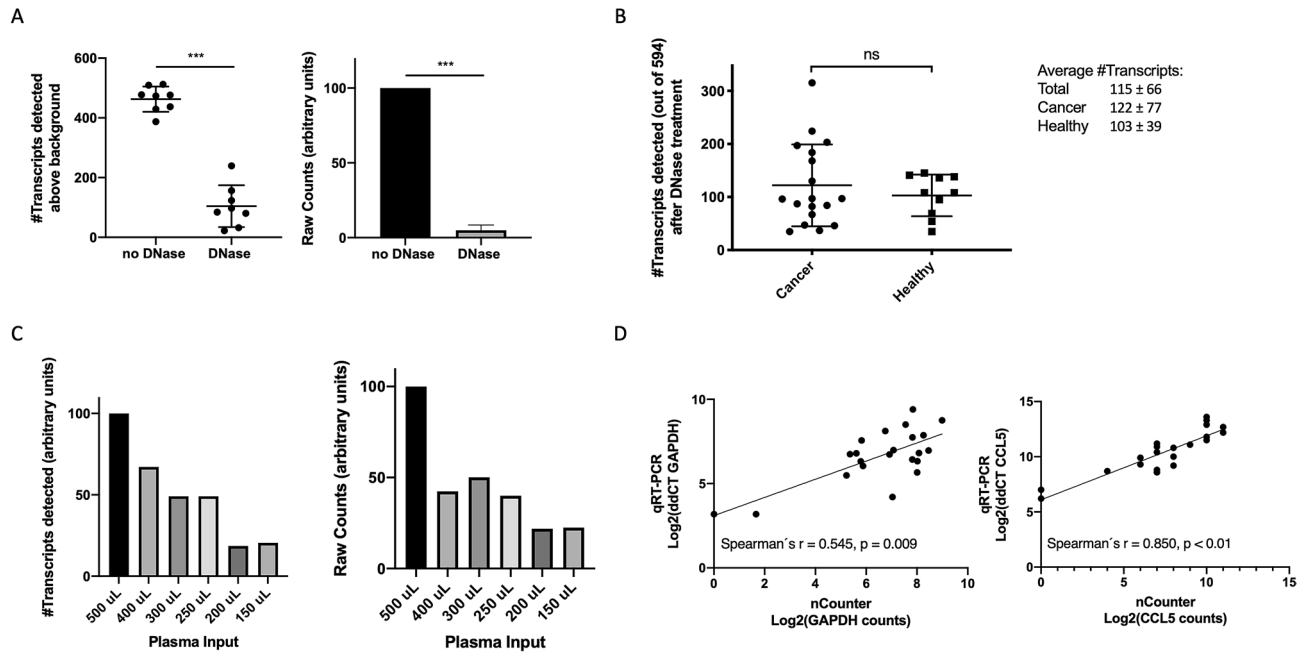 A
#Transcripts detected
above background
600
400
200
0
***
no DNase
DNase
Raw Counts (arbitrary units)
100
50
0
***
no DNase
DNase
B
#Transcripts detected (out of 594)
after DNase treatment
300
200
100
0
ns
Cancer
Healthy
Average #Transcripts:
Total 115 ± 66
Cancer 122 ± 77
Healthy 103 ± 39
C
#Transcripts detected (arbitrary units)
100
50
0
500 uL
400 uL
300 uL
250 uL
200 uL
150 uL
Plasma Input
Raw Counts (arbitrary units)
100
50
0
500 uL
400 uL
300 uL
250 uL
200 uL
150 uL
Plasma Input
D
qRT-PCR
Log2(ddCT GAPDH)
10
5
0
Spearman´s r = 0.545, p = 0.009
0 2 4 6 8 10
nCounter
Log2(GAPDH counts)
qRT-PCR
Log2(ddCT CCL5)
15
10
5
0
Spearman´s r = 0.850, p < 0.01
0 5 10 15
nCounter
Log2(CCL5 counts)